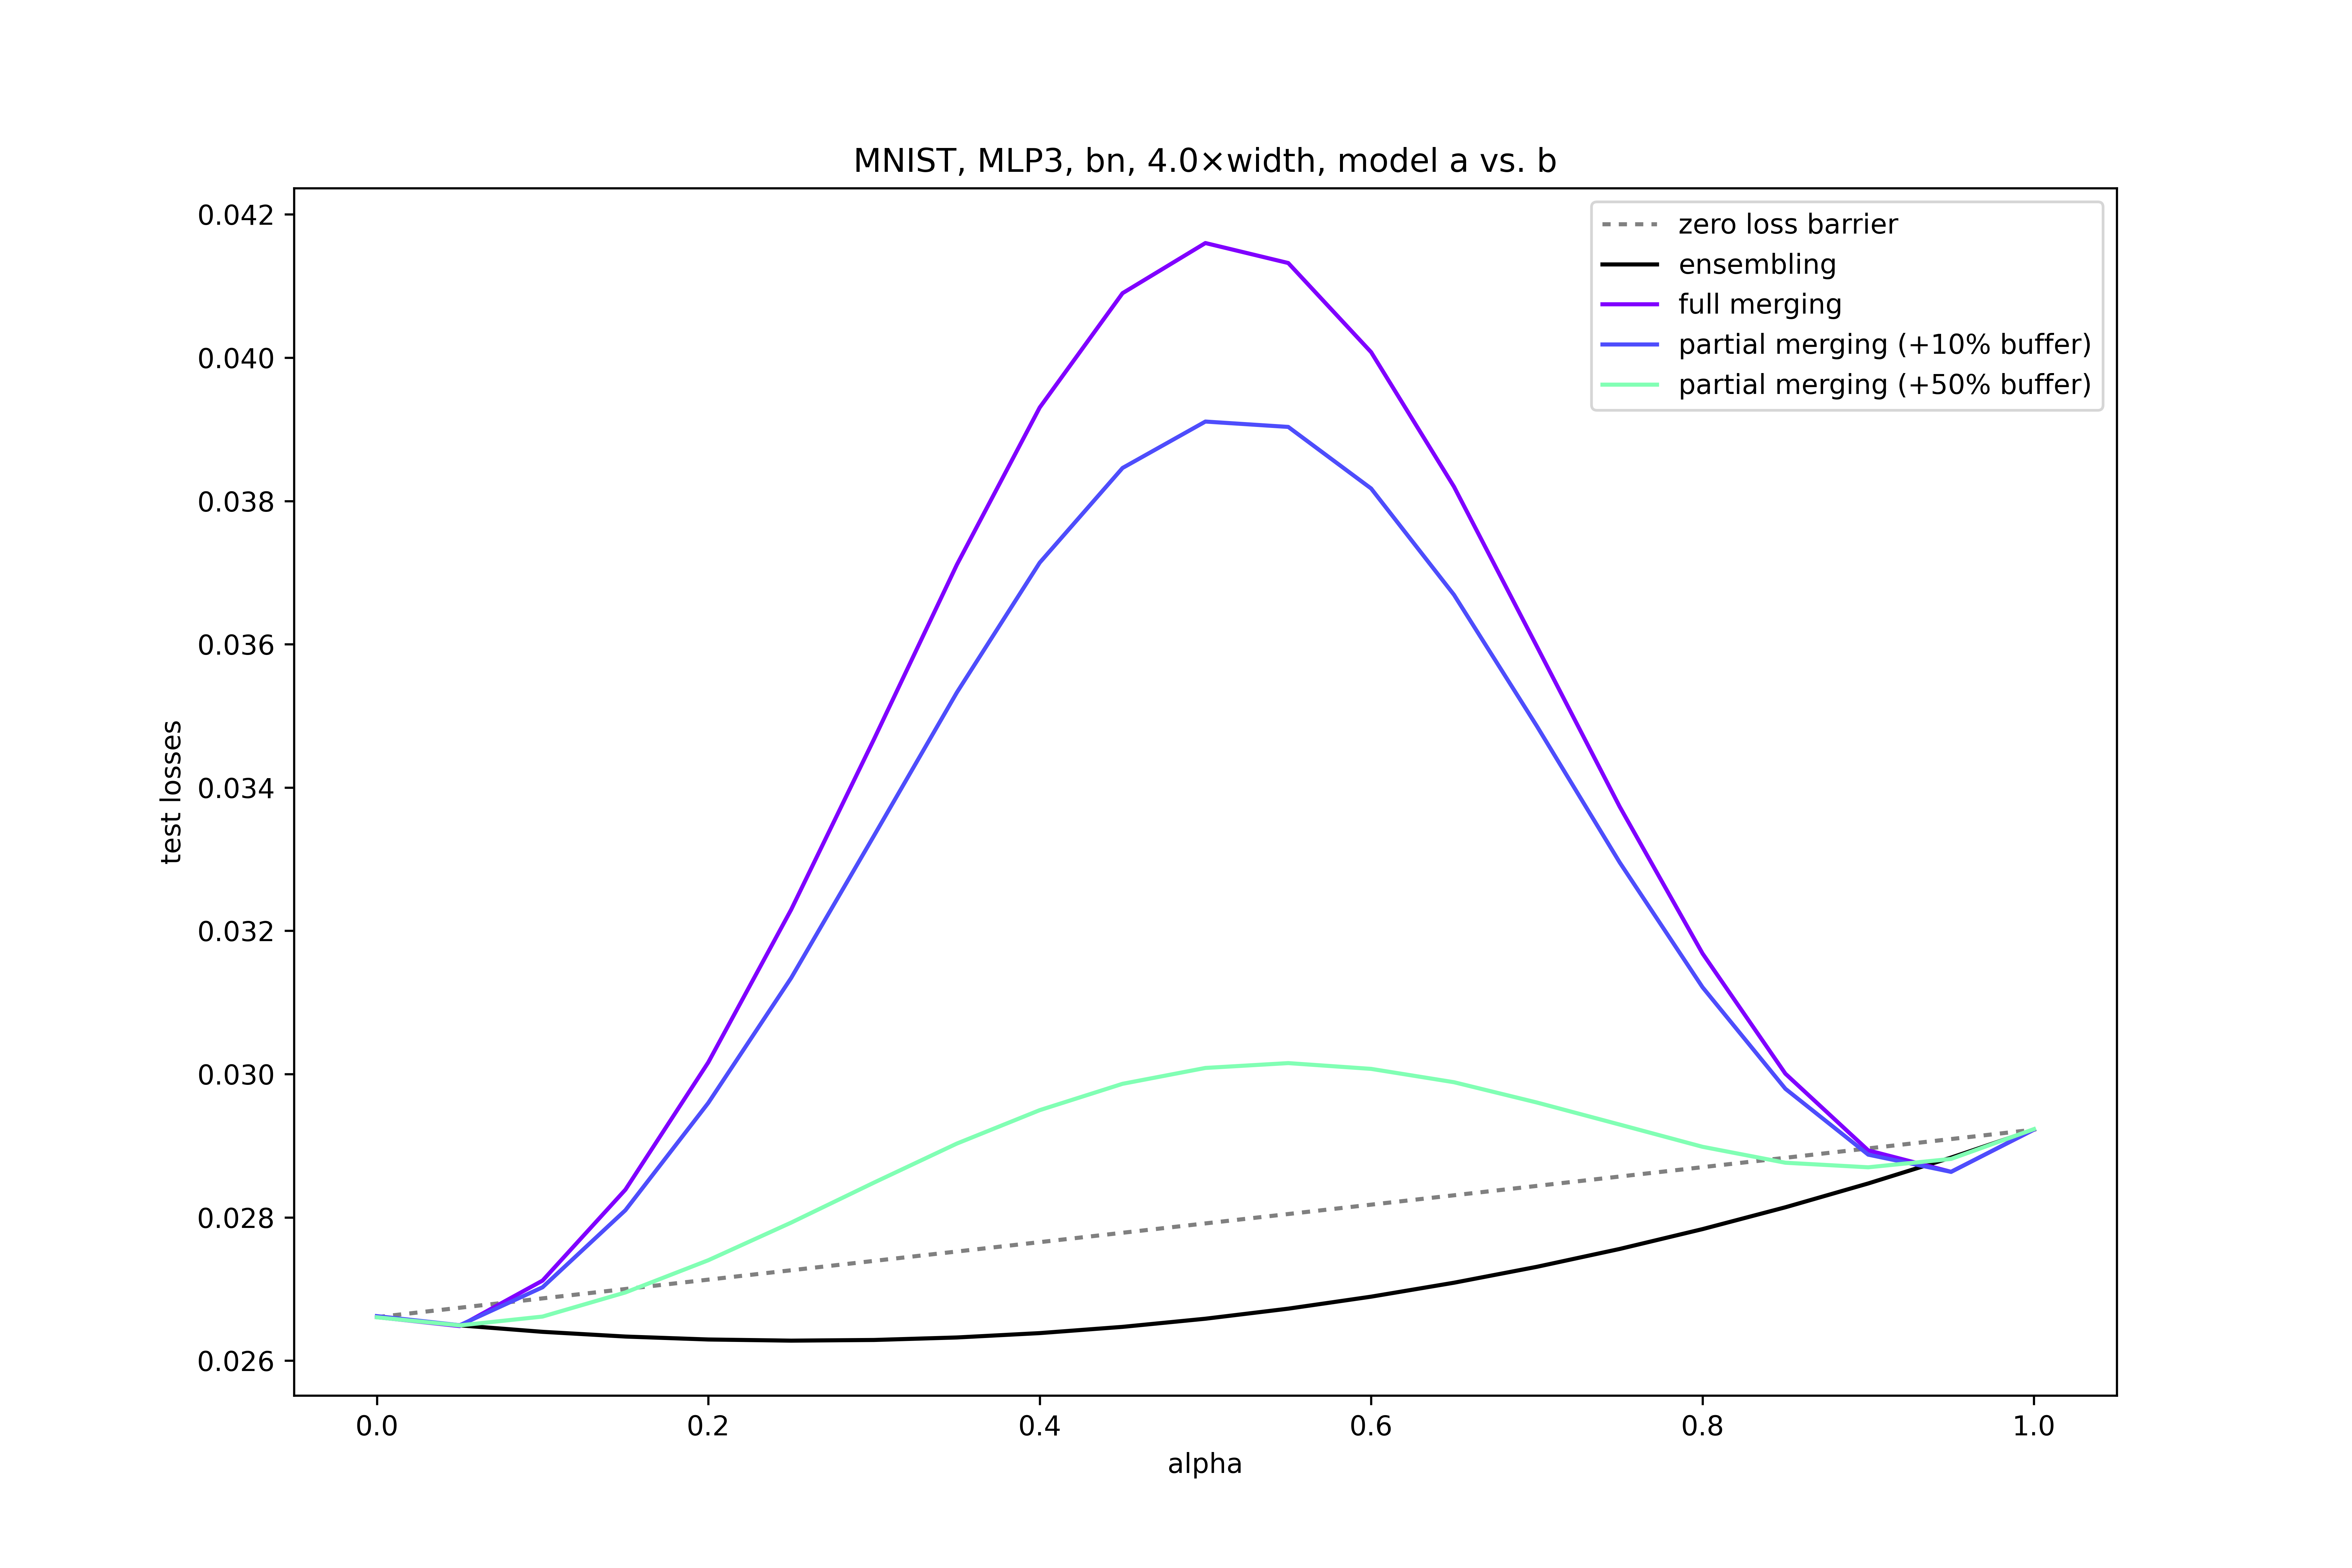 MNIST, MLP3, bn, 4.0×width, model a vs. b
zero loss barrier
ensembling
full merging
partial merging (+10% buffer)
partial merging (+50% buffer)
test losses
0.042
0.040
0.038
0.036
0.034
0.032
0.030
0.028
0.026
0.0 0.2 0.4 0.6 0.8 1.0
alpha